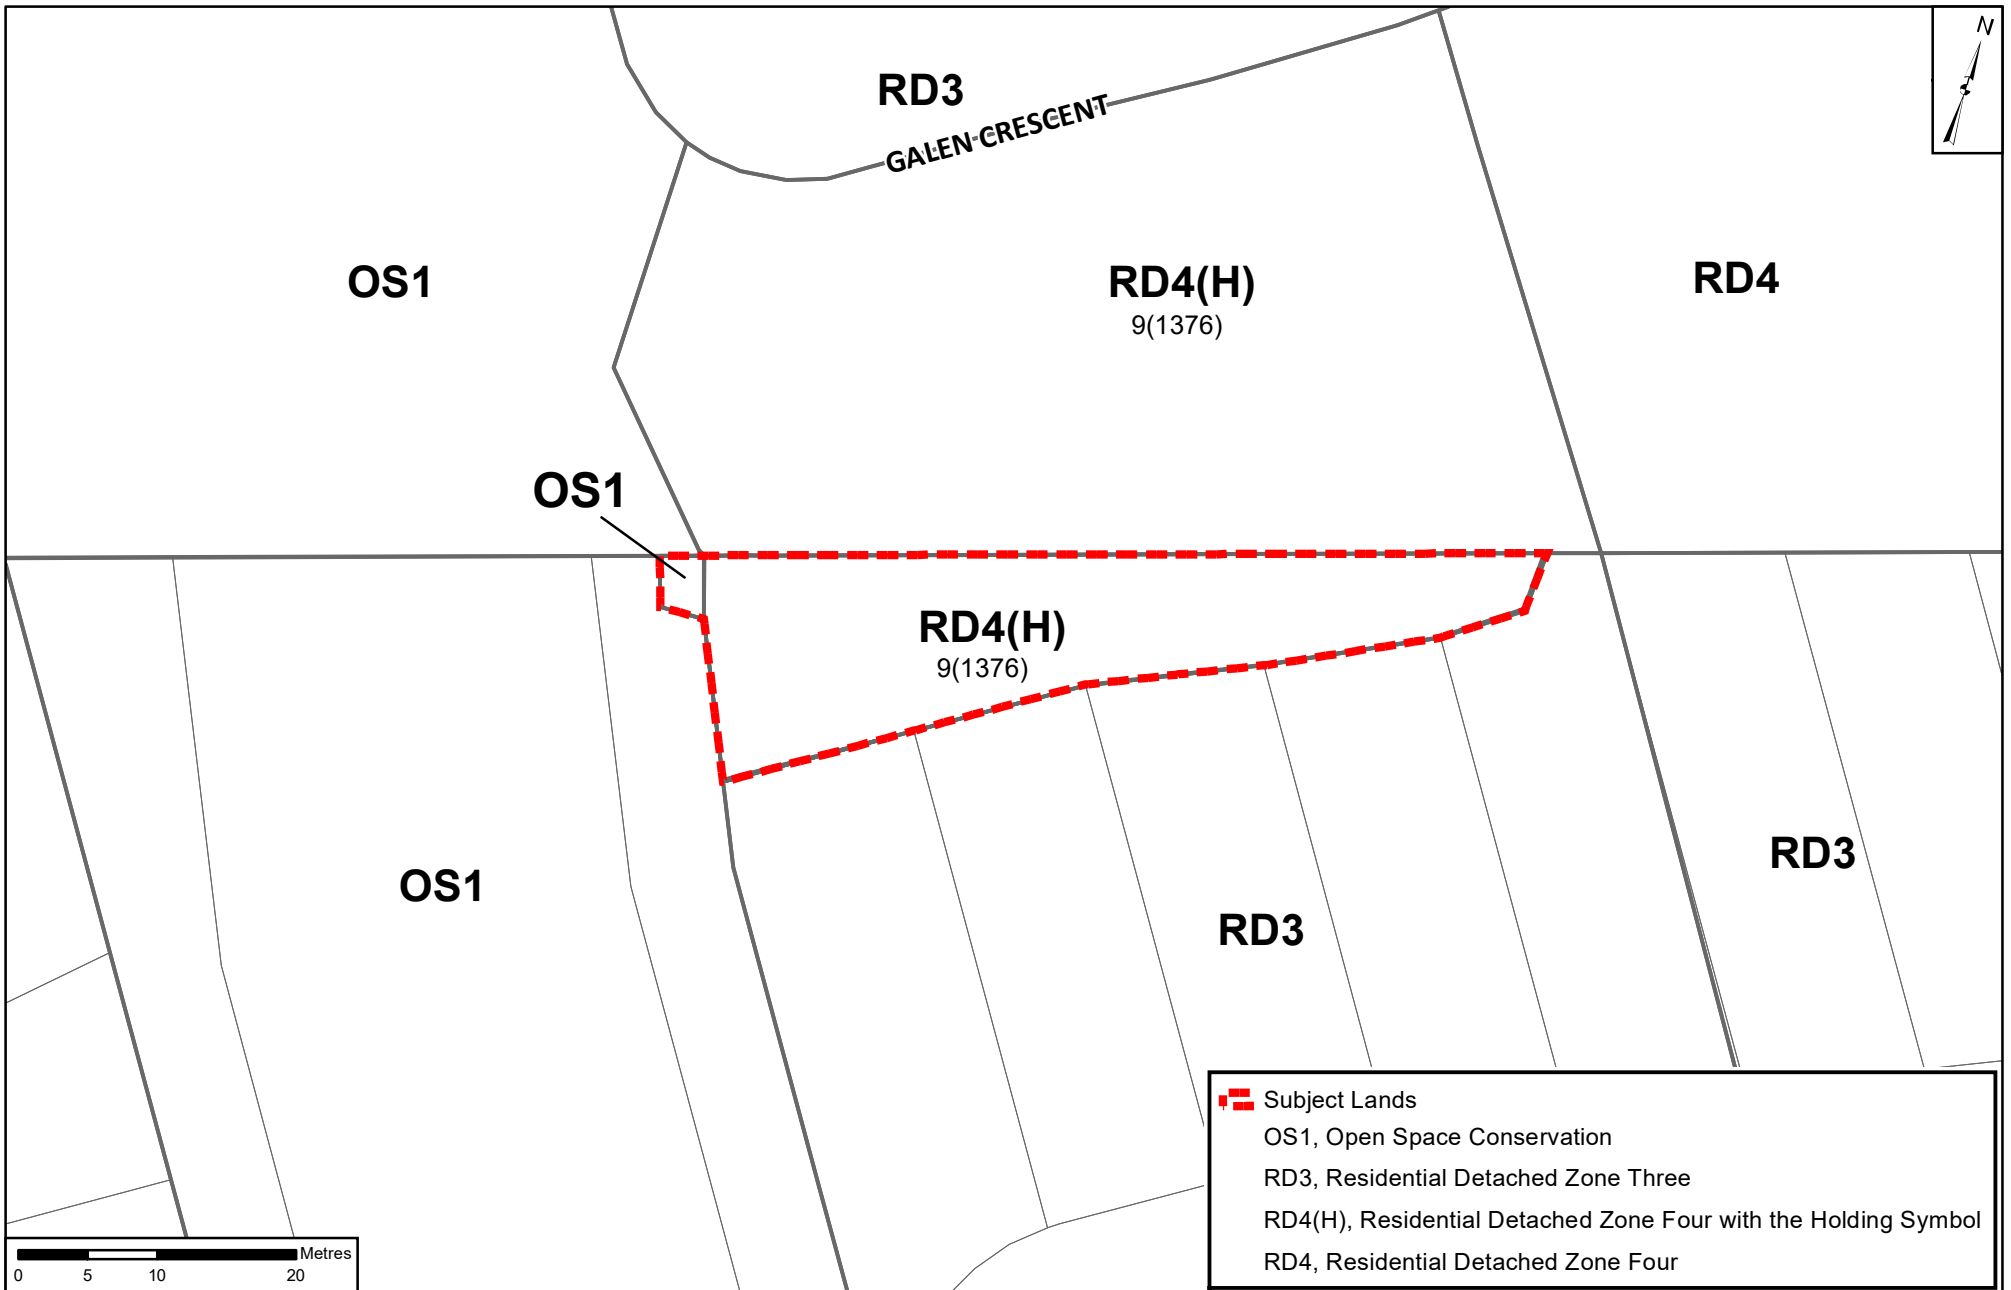 N
RD3
GALEN CRESCENT
OS1
RD4(H)
9(1376)
RD4
OS1
RD4(H)
9(1376)
RD3
OS1
RD3
Subject Lands
OS1, Open Space Conservation
RD3, Residential Detached Zone Three
RD4(H), Residential Detached Zone Four with the Holding Symbol
RD4, Residential Detached Zone Four
Metres
0 5 10 20